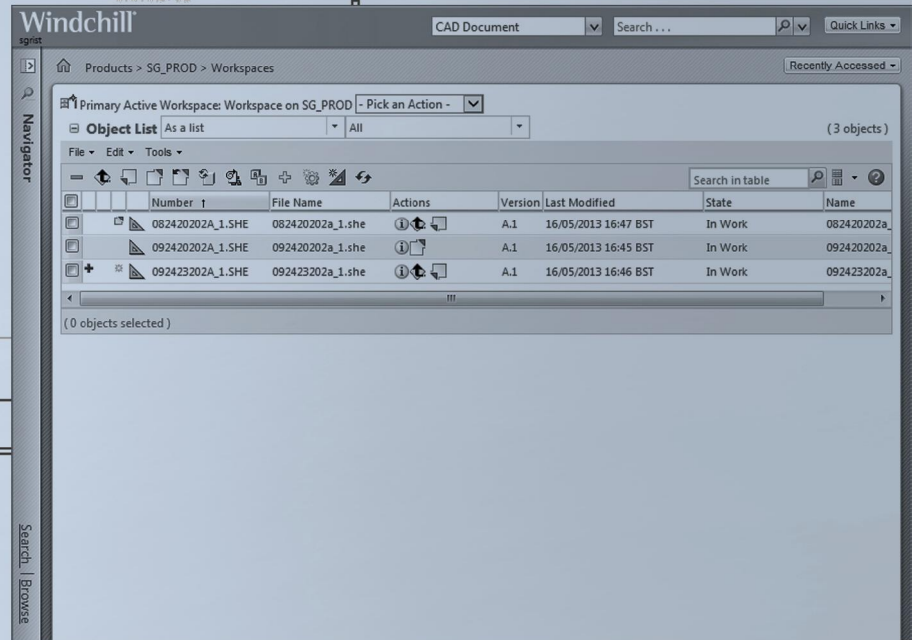 Windchill
sgrist
CAD Document
Search . . .
Quick Links
Products > SG_PROD > Workspaces
Recently Accessed
Navigator
Primary Active Workspace: Workspace on SG_PROD - Pick an Action -
Object List As a list All (3 objects)
File Edit Tools
Search in table
Number ↑ File Name Actions Version Last Modified State Name
082420202A_1.SHE 082420202a_1.she A.1 16/05/2013 16:47 BST In Work 082420202a_
092420202A_1.SHE 092420202a_1.she A.1 16/05/2013 16:45 BST In Work 092420202a_
092423202A_1.SHE 092423202a_1.she A.1 16/05/2013 16:46 BST In Work 092423202a_
(0 objects selected)
Search | Browse